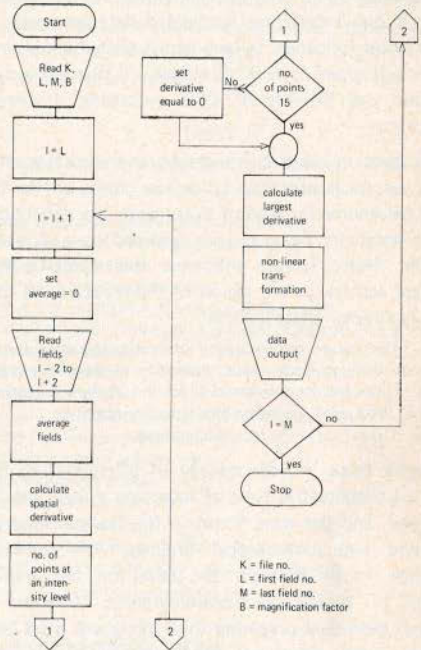 Start
Read K,
L, M, B
I = L
I = I + 1
set
average = 0
Read
fields
I − 2 to
I + 2
average
fields
calculate
spatial
derivative
no. of
points at
an inten-
sity level
1
2
1
2
no.
of points
15
No
set
derivative
equal to 0
yes
calculate
largest
derivative
non-linear
trans-
formation
data
output
I = M
no
yes
Stop
K = file no.
L = first field no.
M = last field no.
B = magnification factor